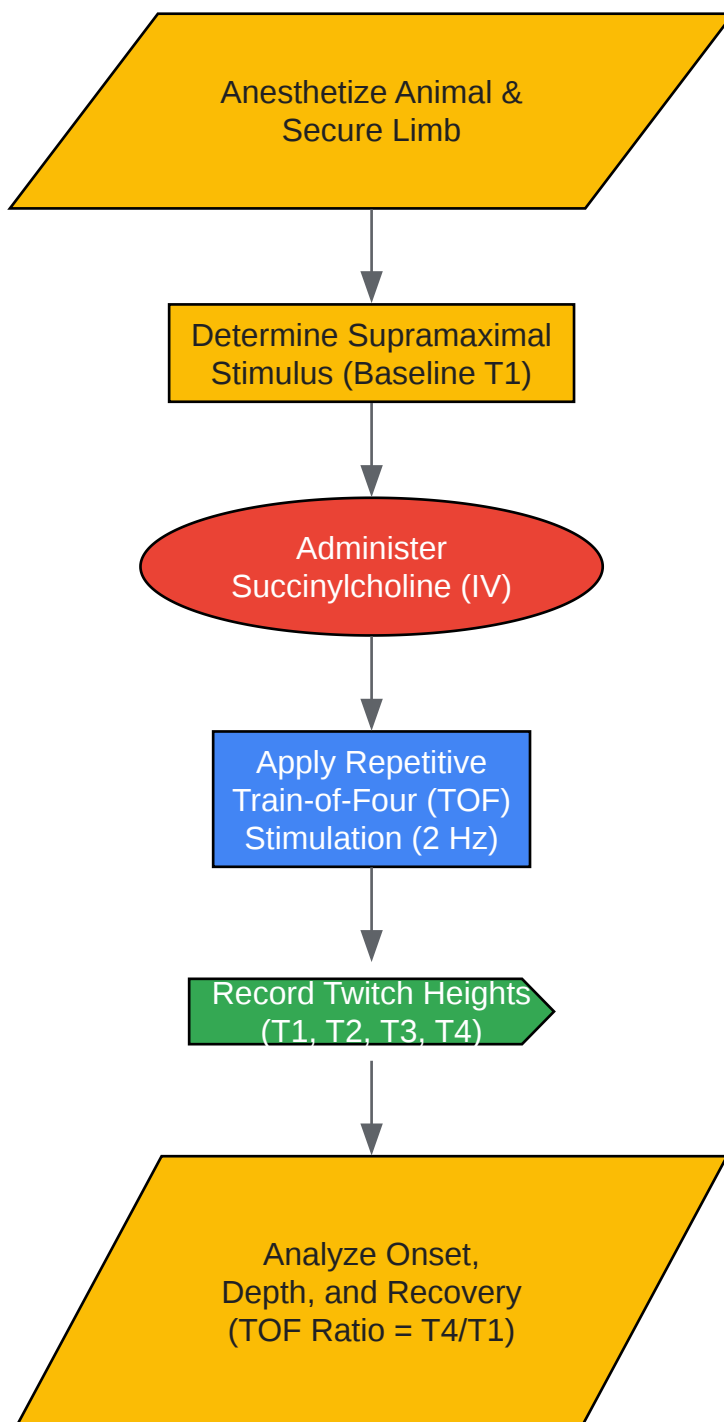 Anesthetize Animal &
Secure Limb
Determine Supramaximal
Stimulus (Baseline T1)
Administer
Succinylcholine (IV)
Apply Repetitive
Train-of-Four (TOF)
Stimulation (2 Hz)
Record Twitch Heights
(T1, T2, T3, T4)
Analyze Onset,
Depth, and Recovery
(TOF Ratio = T4/T1)